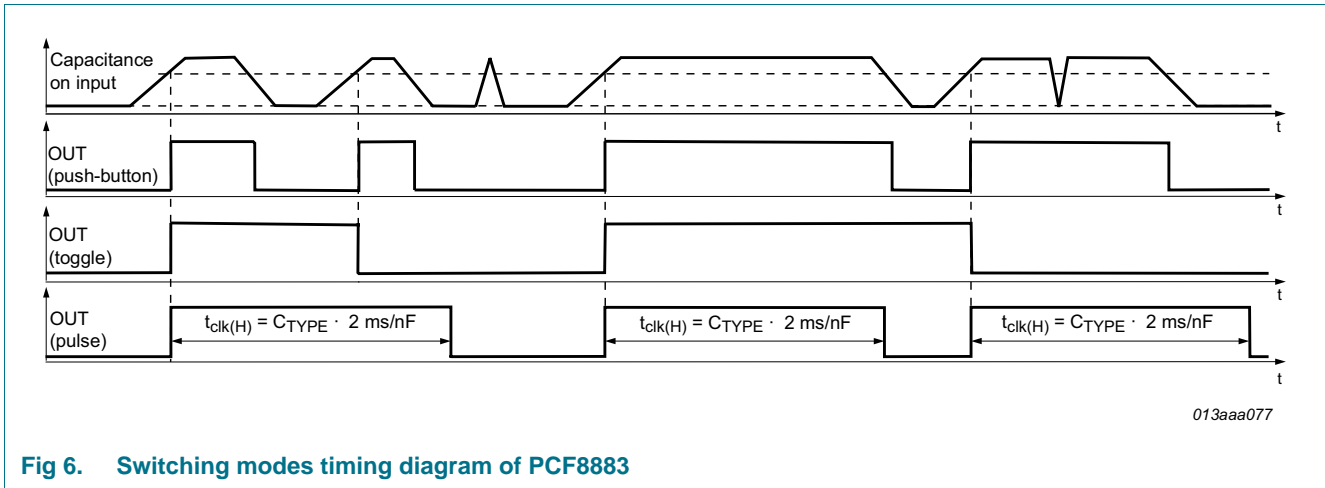 Capacitance
on input
t
OUT
(push-button)
t
OUT
(toggle)
t
OUT
(pulse)
tclk(H) = CTYPE · 2 ms/nF
tclk(H) = CTYPE · 2 ms/nF
tclk(H) = CTYPE · 2 ms/nF
t
013aaa077
Fig 6. Switching modes timing diagram of PCF8883